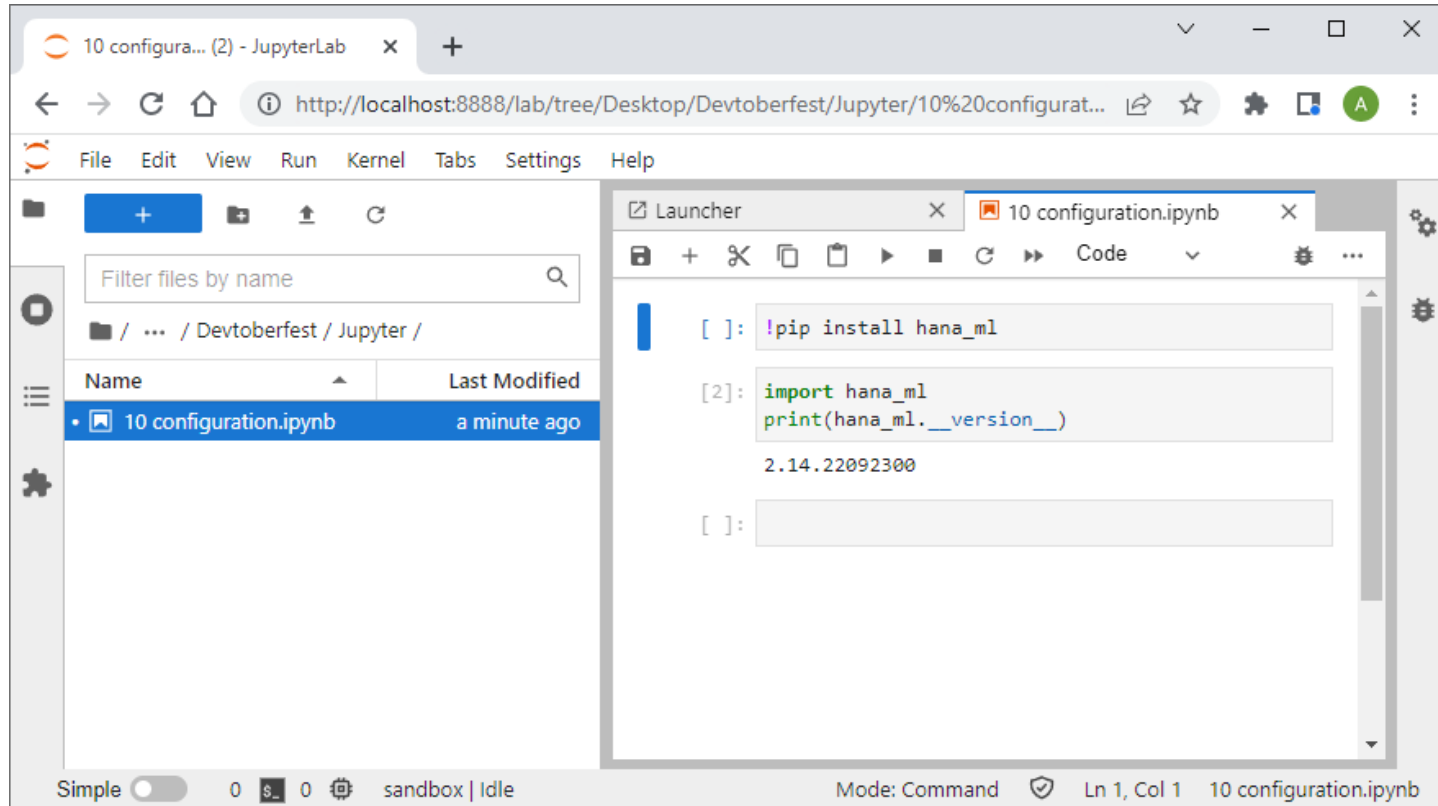 10 configura... (2) - JupyterLab
http://localhost:8888/lab/tree/Desktop/Devtoberfest/Jupyter/10%20configurat...
A
File Edit View Run Kernel Tabs Settings Help
+
Filter files by name
/ ··· / Devtoberfest / Jupyter /
Name Last Modified
• 10 configuration.ipynb a minute ago
Launcher 10 configuration.ipynb
Code
[ ]: !pip install hana_ml
[2]: import hana_ml
print(hana_ml.__version__)
2.14.22092300
[ ]:
Simple 0 $_ 0 sandbox | Idle Mode: Command Ln 1, Col 1 10 configuration.ipynb